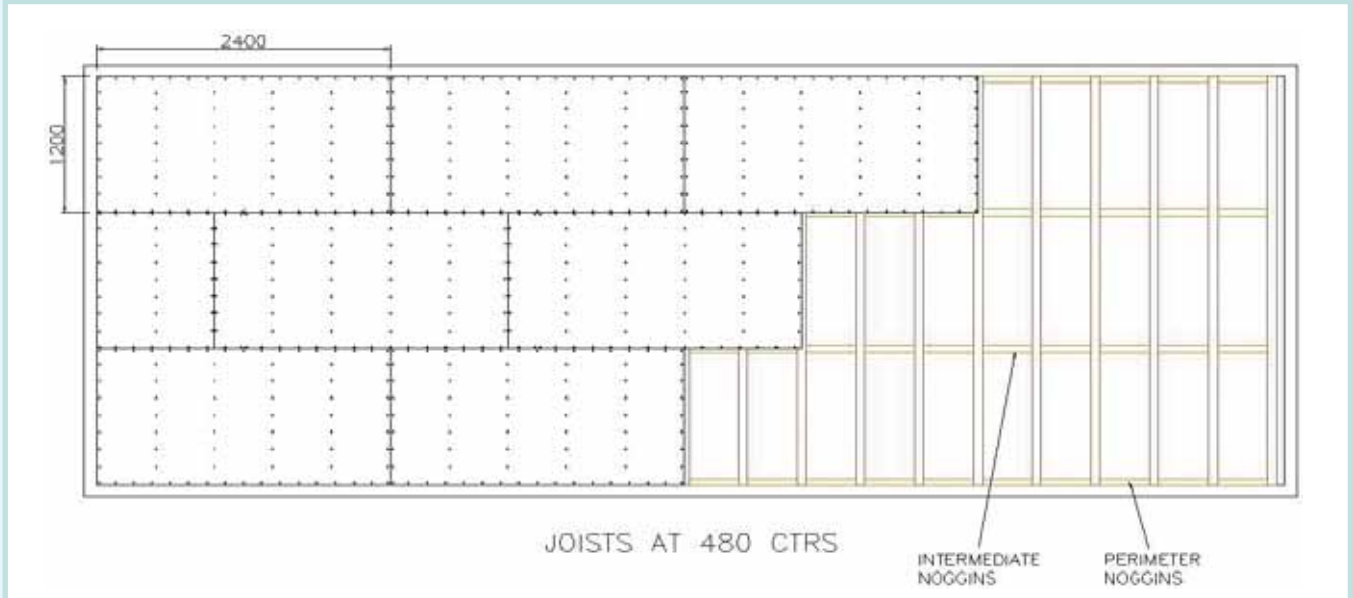 2400
1200
JOISTS AT 480 CTRS
INTERMEDIATE
NOGGINS
PERIMETER
NOGGINS